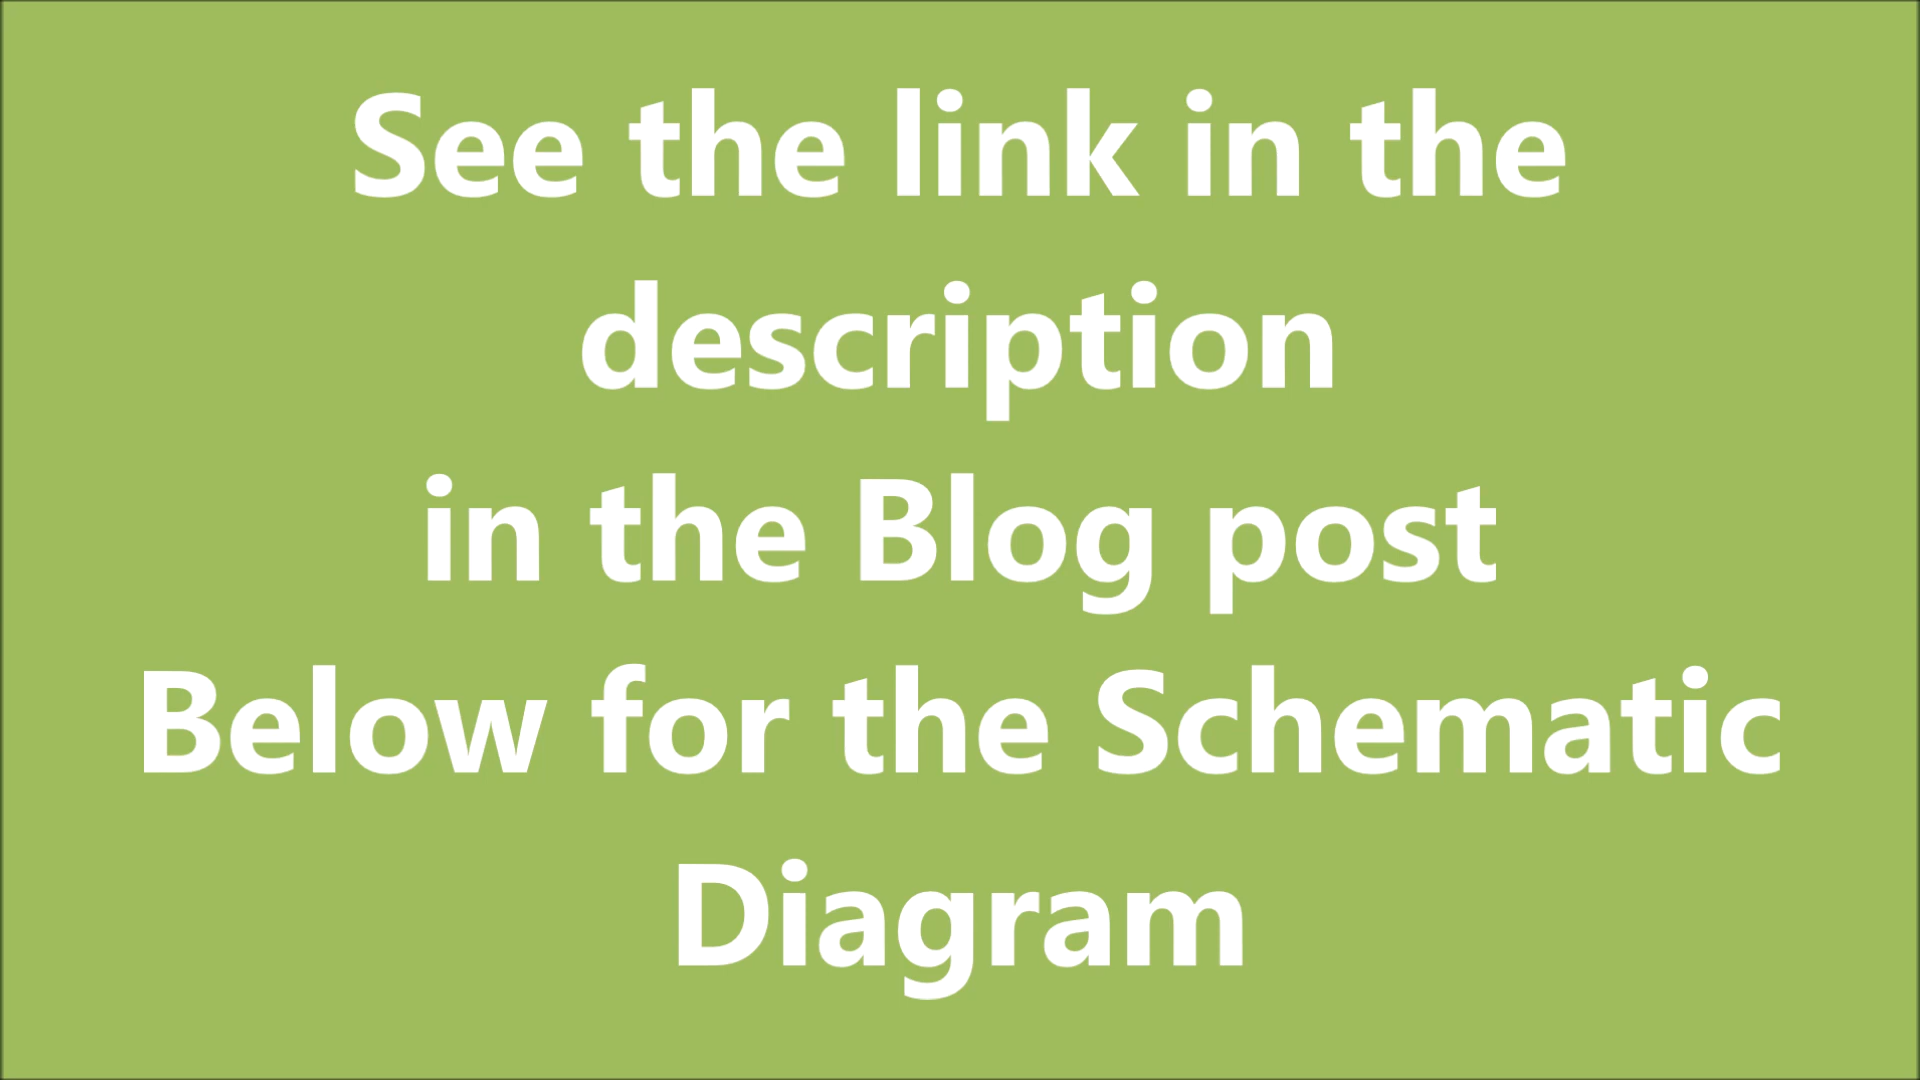 See the link in the
description
in the Blog post
Below for the Schematic
Diagram